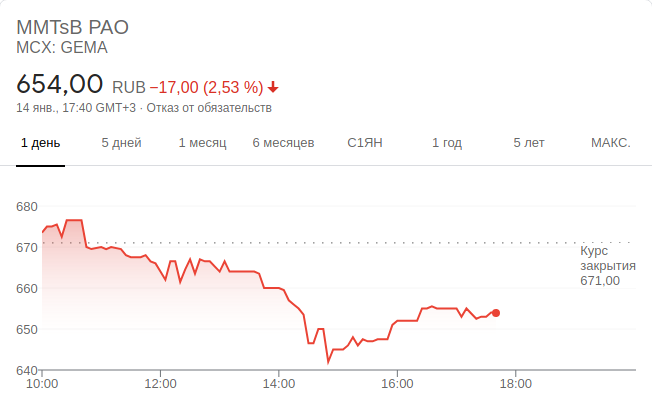 MMTsB PAO
MCX: GEMA
654,00 RUB −17,00 (2,53 %)
14 янв., 17:40 GMT+3 · Отказ от обязательств
1 день 5 дней 1 месяц 6 месяцев С1ЯН 1 год 5 лет МАКС.
680
670
660
650
640
Курс
закрытия
671,00
10:00 12:00 14:00 16:00 18:00